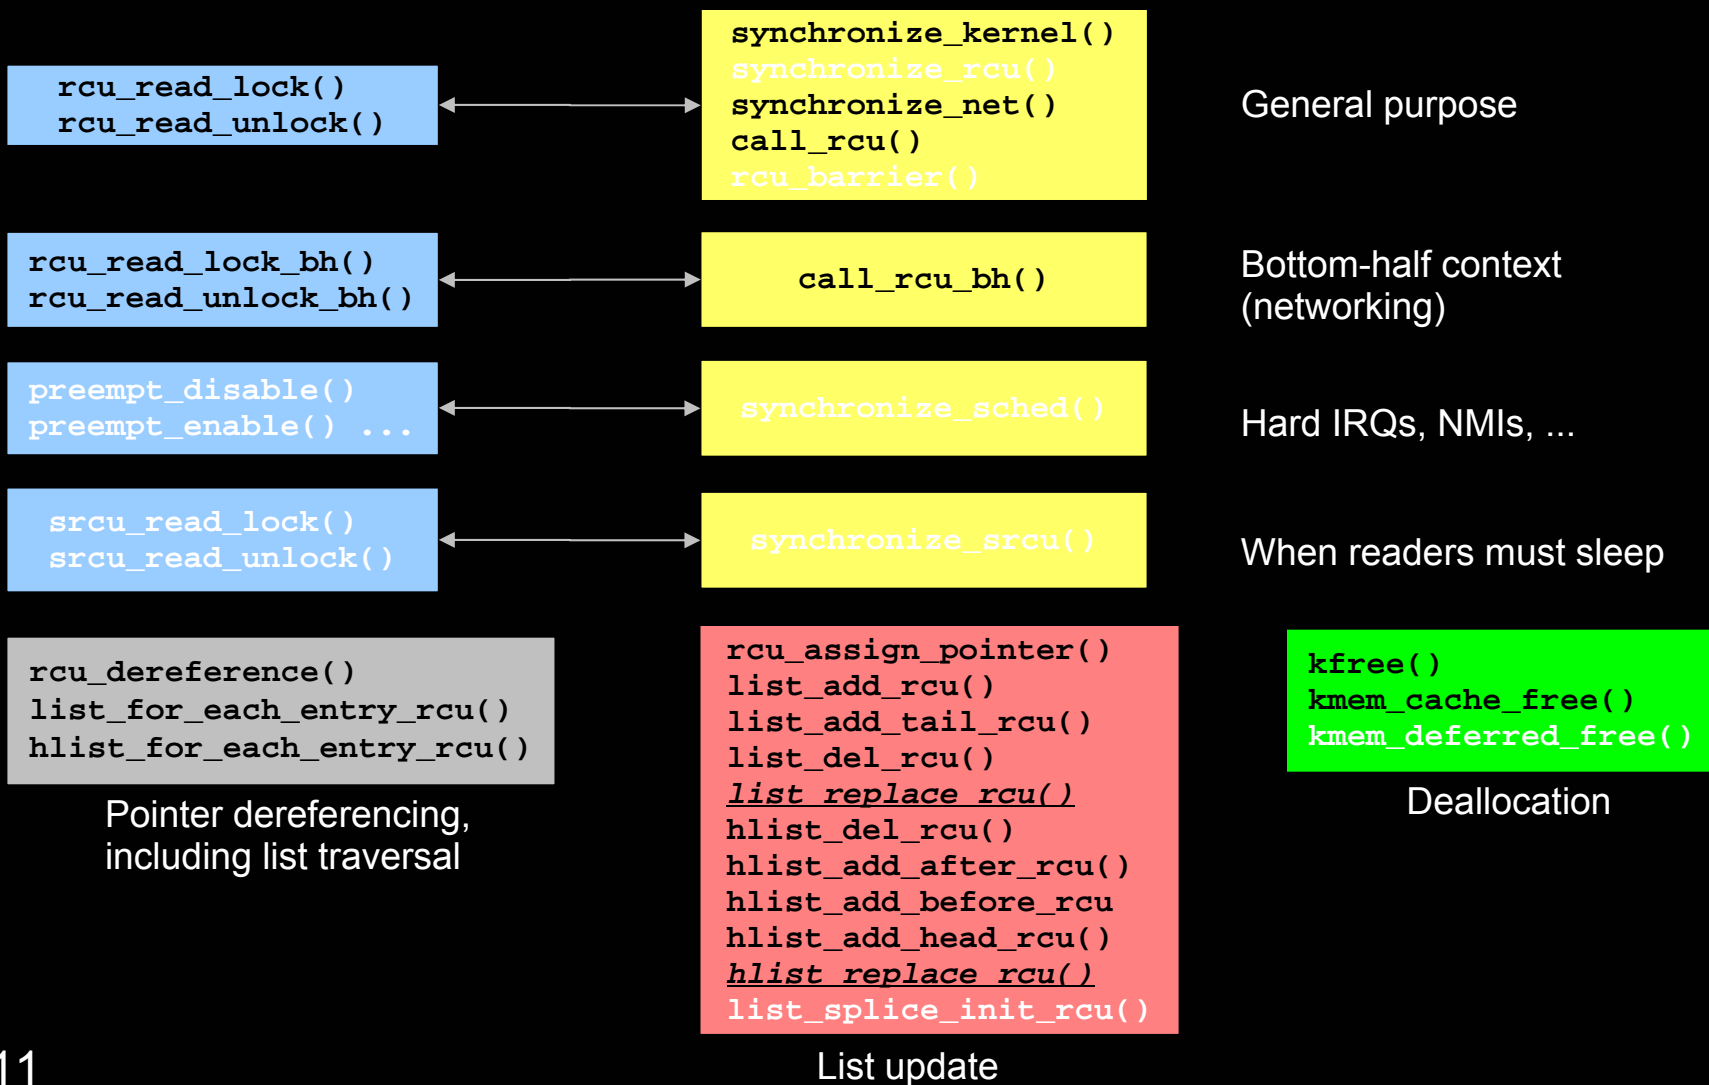 rcu_read_lock()
rcu_read_unlock()
synchronize_kernel()
synchronize_rcu()
synchronize_net()
call_rcu()
rcu_barrier()
General purpose
rcu_read_lock_bh()
rcu_read_unlock_bh()
call_rcu_bh()
Bottom-half context
(networking)
preempt_disable()
preempt_enable() ...
synchronize_sched()
Hard IRQs, NMIs, ...
srcu_read_lock()
srcu_read_unlock()
synchronize_srcu()
When readers must sleep
rcu_dereference()
list_for_each_entry_rcu()
hlist_for_each_entry_rcu()
Pointer dereferencing,
including list traversal
rcu_assign_pointer()
list_add_rcu()
list_add_tail_rcu()
list_del_rcu()
list_replace_rcu()
hlist_del_rcu()
hlist_add_after_rcu()
hlist_add_before_rcu
hlist_add_head_rcu()
hlist_replace_rcu()
list_splice_init_rcu()
List update
kfree()
kmem_cache_free()
kmem_deferred_free()
Deallocation
11